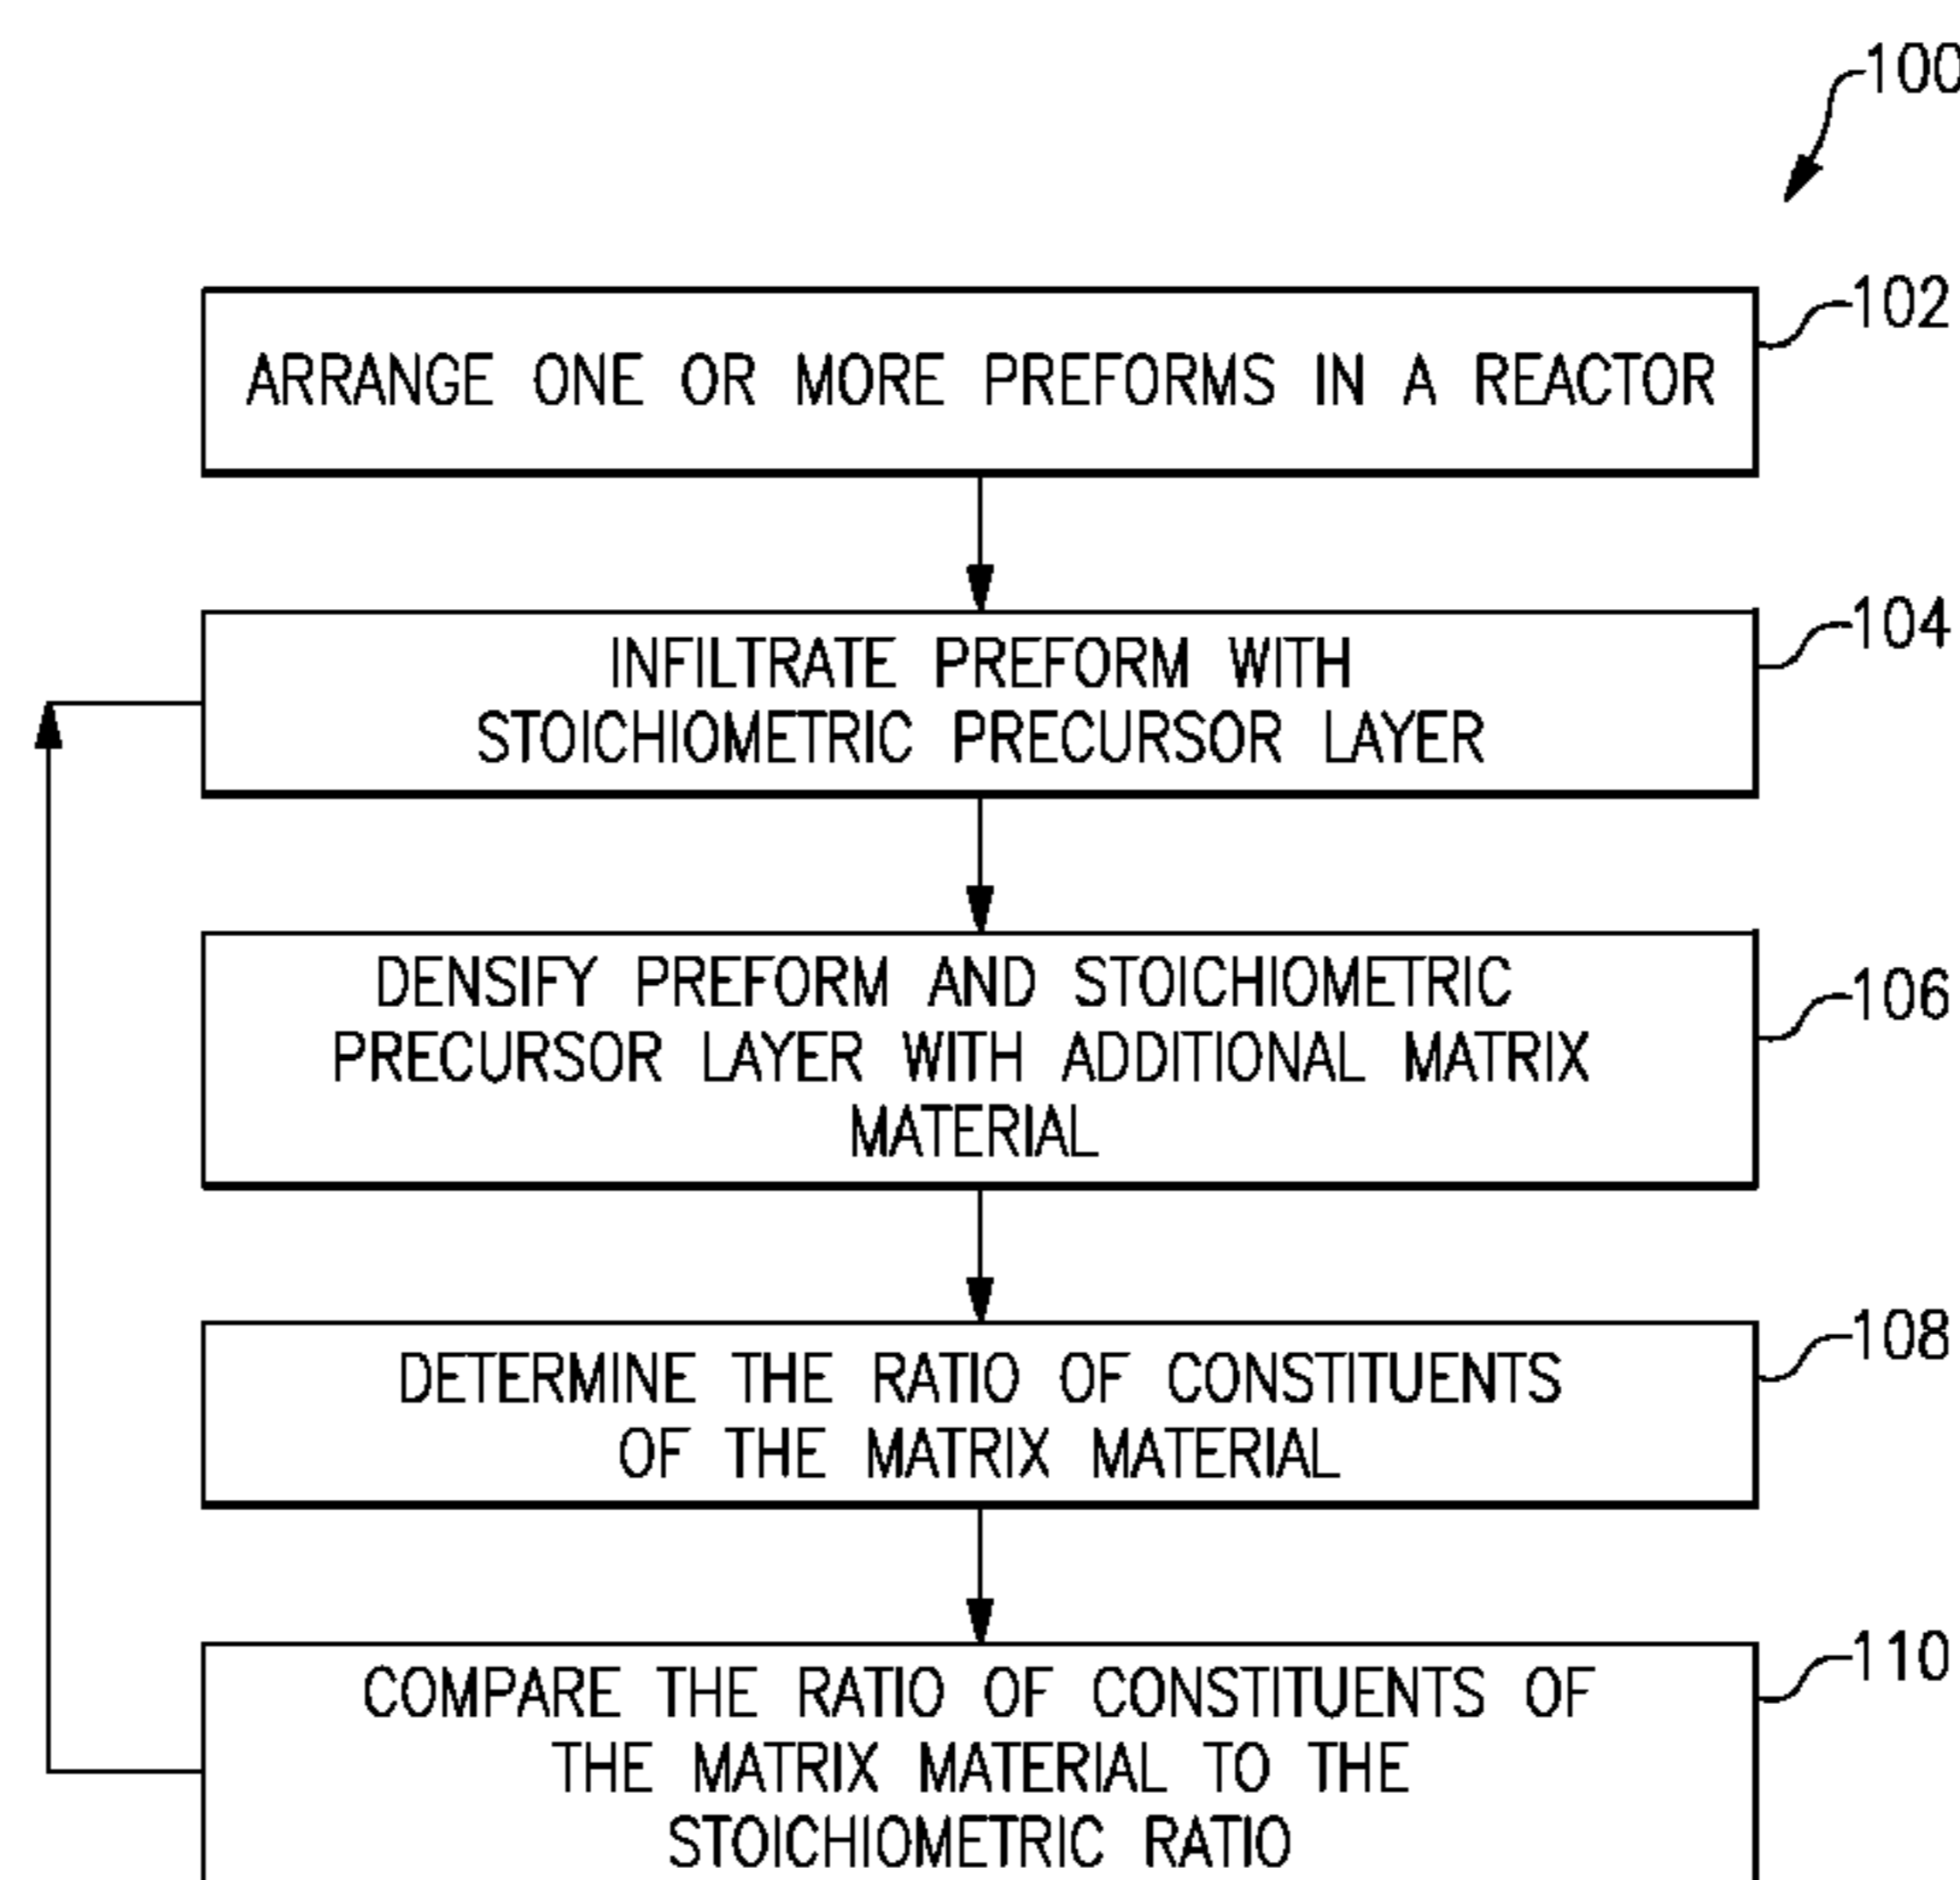 100
102
ARRANGE ONE OR MORE PREFORMS IN A REACTOR
104
INFILTRATE PREFORM WITH
STOICHIOMETRIC PRECURSOR LAYER
106
DENSIFY PREFORM AND STOICHIOMETRIC
PRECURSOR LAYER WITH ADDITIONAL MATRIX
MATERIAL
108
DETERMINE THE RATIO OF CONSTITUENTS
OF THE MATRIX MATERIAL
110
COMPARE THE RATIO OF CONSTITUENTS OF
THE MATRIX MATERIAL TO THE
STOICHIOMETRIC RATIO